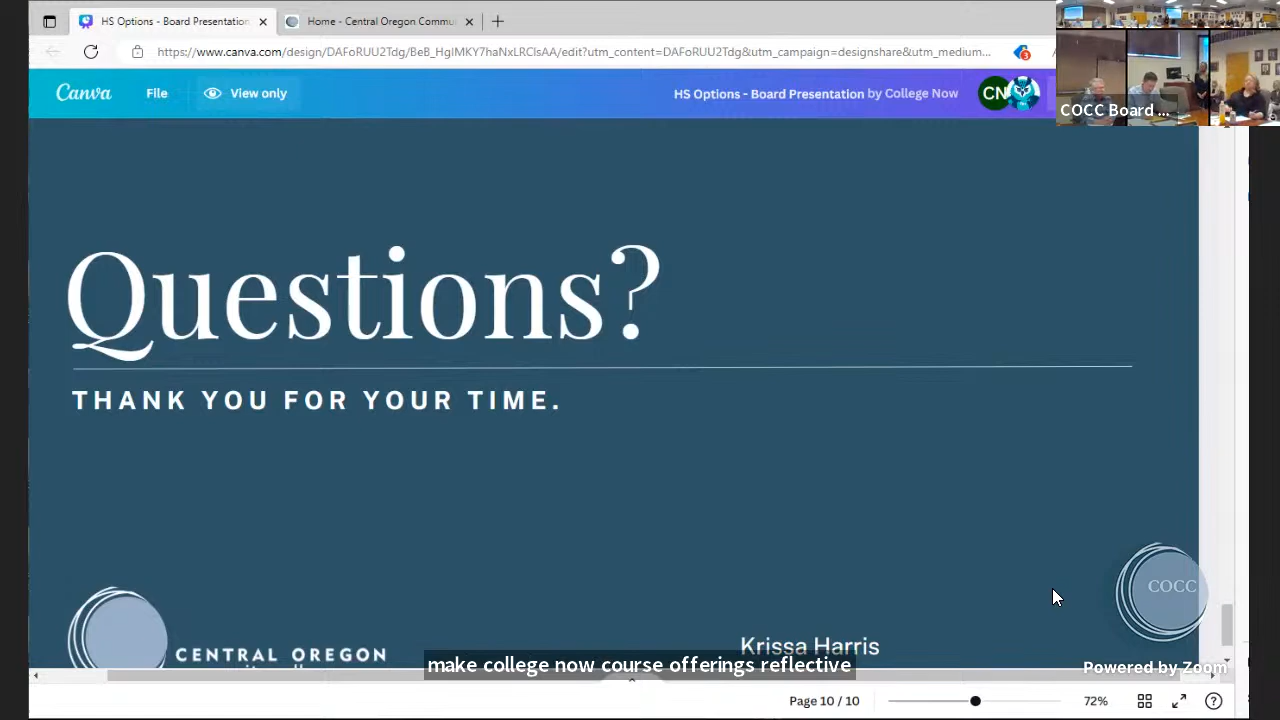 HS Options - Board Presentation
Home - Central Oregon Commu
https://www.canva.com/design/DAFoRUU2Tdg/BeB_HgIMKY7haNxLRCIsAA/edit?utm_content=DAFoRUU2Tdg&utm_campaign=designshare&utm_medium...
3
Canva
File
View only
HS Options - Board Presentation by College Now
CN
COCC Board ...
Questions?
THANK YOU FOR YOUR TIME.
COCC
CENTRAL OREGON
Krissa Harris
make college now course offerings reflective
Powered by Zoom
Page 10 / 10
72%